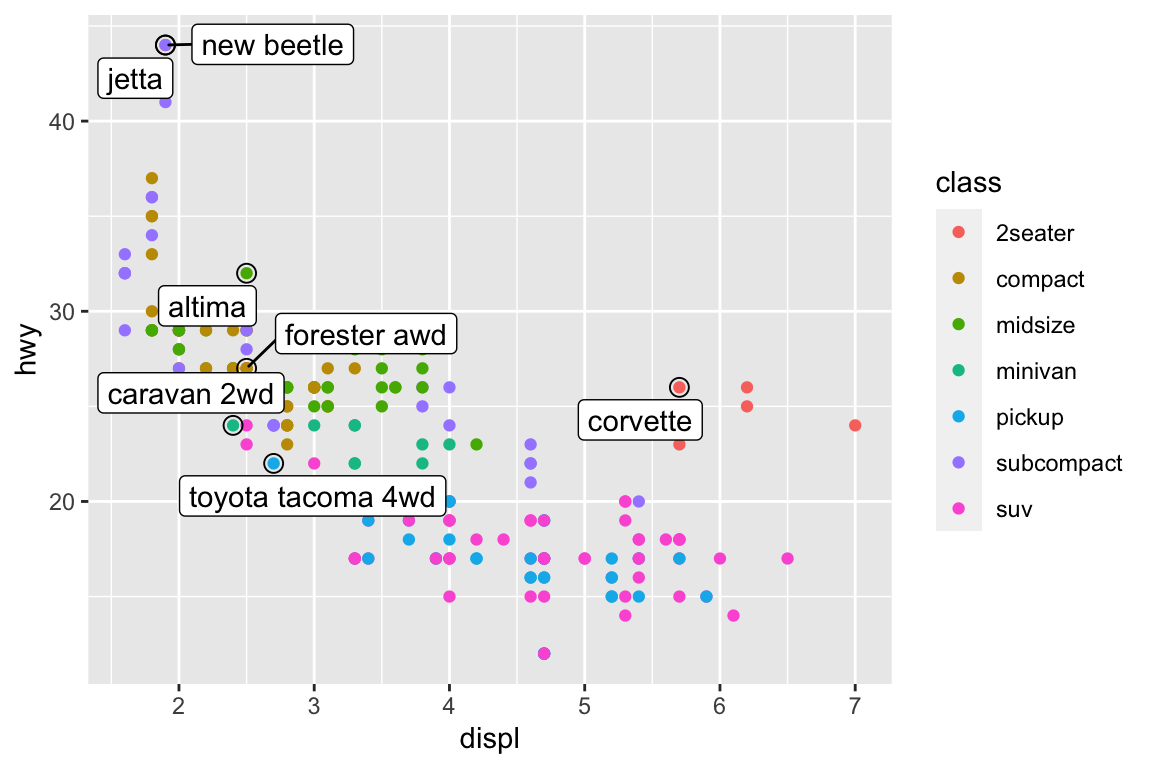 new beetle
jetta
altima
forester awd
caravan 2wd
corvette
toyota tacoma 4wd
40
30
20
hwy
2 3 4 5 6 7
displ
class
2seater
compact
midsize
minivan
pickup
subcompact
suv